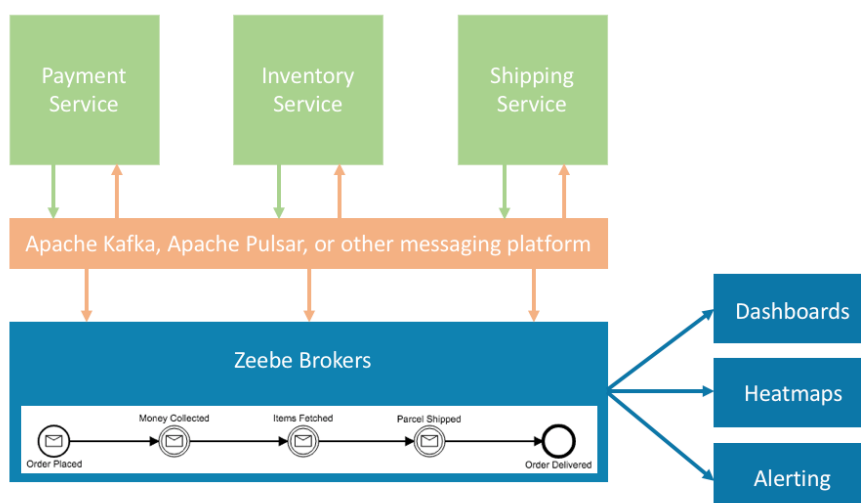 Payment
Service
Inventory
Service
Shipping
Service
Apache Kafka, Apache Pulsar, or other messaging platform
Zeebe Brokers
Dashboards
Heatmaps
Alerting
Money Collected
Items Fetched
Parcel Shipped
Order Placed
Order Delivered